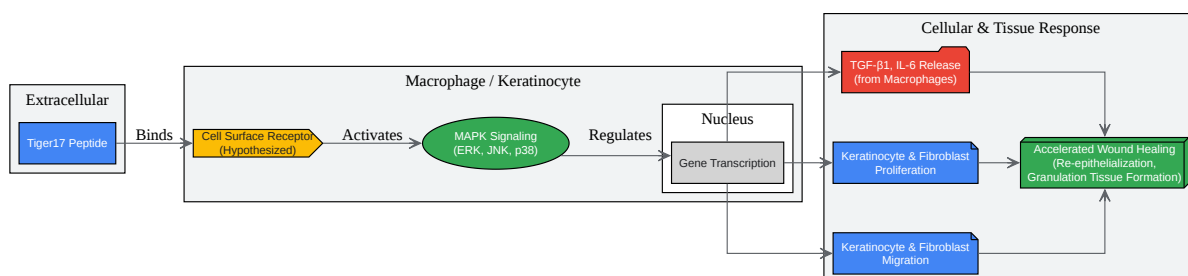 Cellular & Tissue Response
TGF-β1, IL-6 Release
(from Macrophages)
Macrophage / Keratinocyte
Extracellular
Nucleus
Tiger17 Peptide
Binds
Cell Surface Receptor
(Hypothesized)
Activates
MAPK Signaling
(ERK, JNK, p38)
Regulates
Gene Transcription
Keratinocyte & Fibroblast
Proliferation
Accelerated Wound Healing
(Re-epithelialization,
Granulation Tissue Formation)
Keratinocyte & Fibroblast
Migration